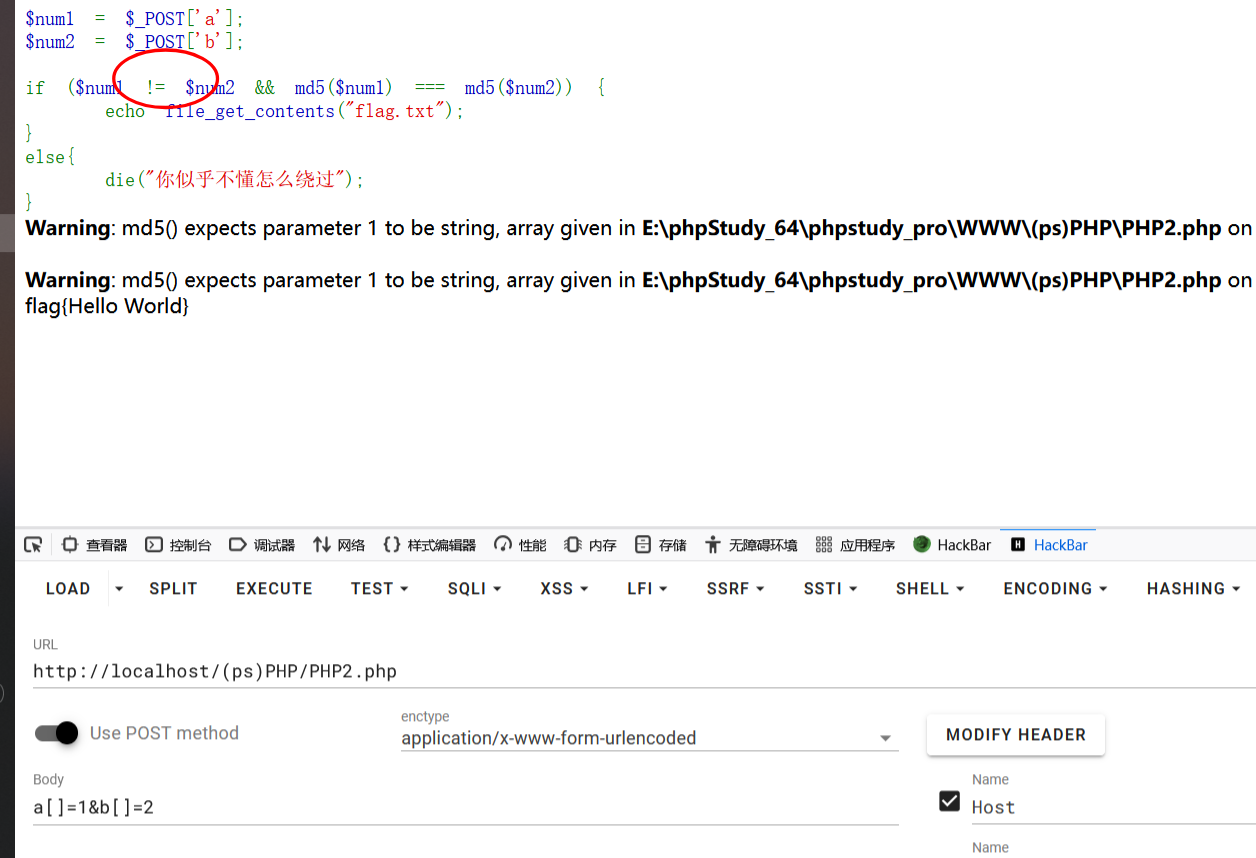 $num1 = $_POST['a'];
$num2 = $_POST['b'];
if ($num1 != $num2 && md5($num1) === md5($num2)) {
echo file_get_contents("flag.txt");
}
else{
die("你似乎不懂怎么绕过");
}
Warning: md5() expects parameter 1 to be string, array given in E:\phpStudy_64\phpstudy_pro\WWW\(ps)PHP\PHP2.php on
Warning: md5() expects parameter 1 to be string, array given in E:\phpStudy_64\phpstudy_pro\WWW\(ps)PHP\PHP2.php on
flag{Hello World}
查看器 控制台 调试器 网络 {} 样式编辑器 性能 内存 存储 无障碍环境 应用程序 HackBar H HackBar
LOAD SPLIT EXECUTE TEST SQLI XSS LFI SSRF SSTI SHELL ENCODING HASHING
URL
http://localhost/(ps)PHP/PHP2.php
Use POST method
enctype
application/x-www-form-urlencoded
MODIFY HEADER
Body
a[]=1&b[]=2
Name
Host
Name